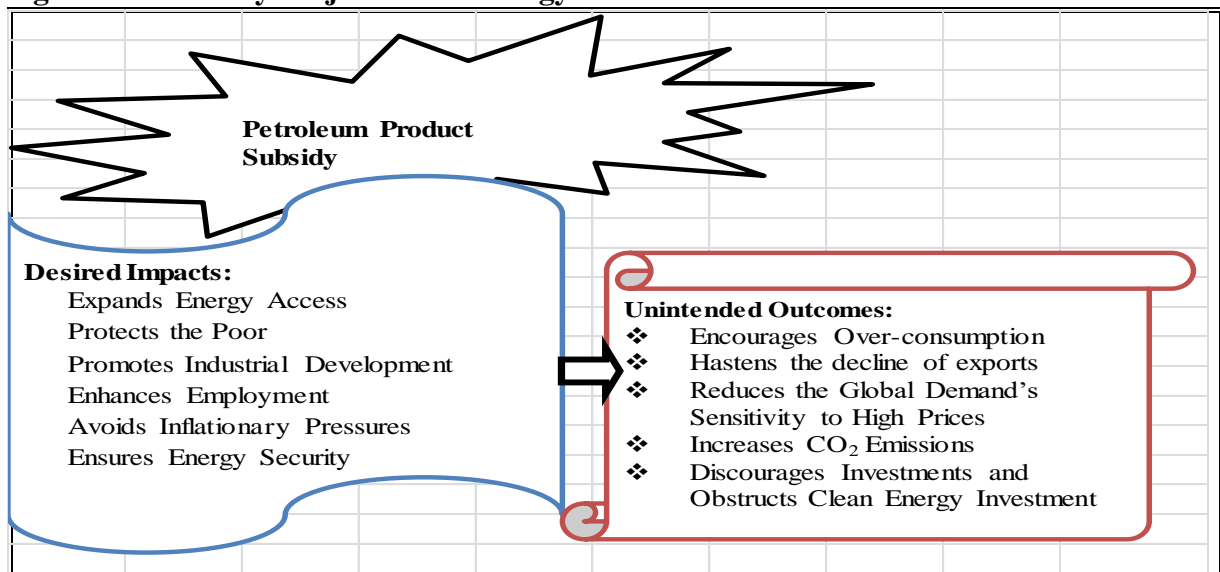 Petroleum Product
Subsidy
Desired Impacts:
Expands Energy Access
Protects the Poor
Promotes Industrial Development
Enhances Employment
Avoids Inflationary Pressures
Ensures Energy Security
Unintended Outcomes:
❖ Encourages Over-consumption
❖ Hastens the decline of exports
❖ Reduces the Global Demand’s
Sensitivity to High Prices
❖ Increases CO₂ Emissions
❖ Discourages Investments and
Obstructs Clean Energy Investment